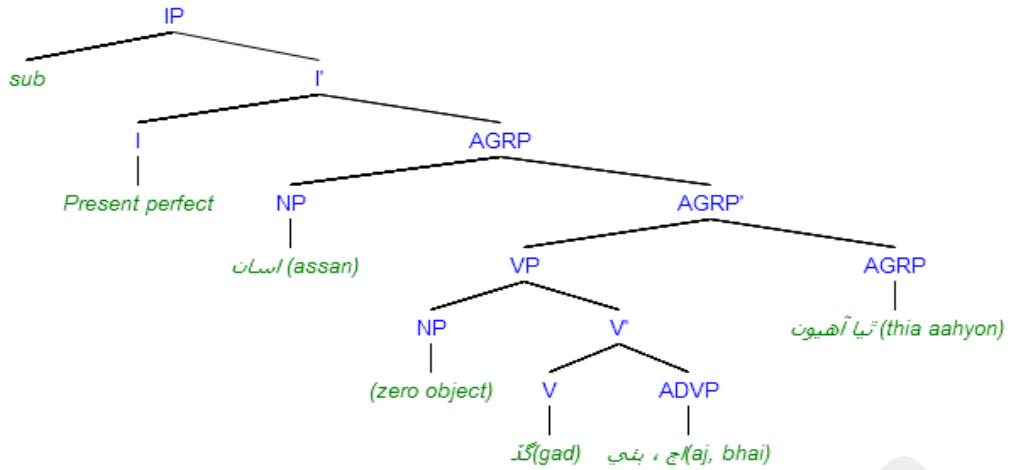 IP
sub
I'
I
AGRP
Present perfect
NP
AGRP'
اسان (assan)
VP
AGRP
NP
V'
ٿيا آهيون (thia aahyon)
(zero object)
V
ADVP
گڏ(gad)
اڄ ، ٻئي(aj, bhai)